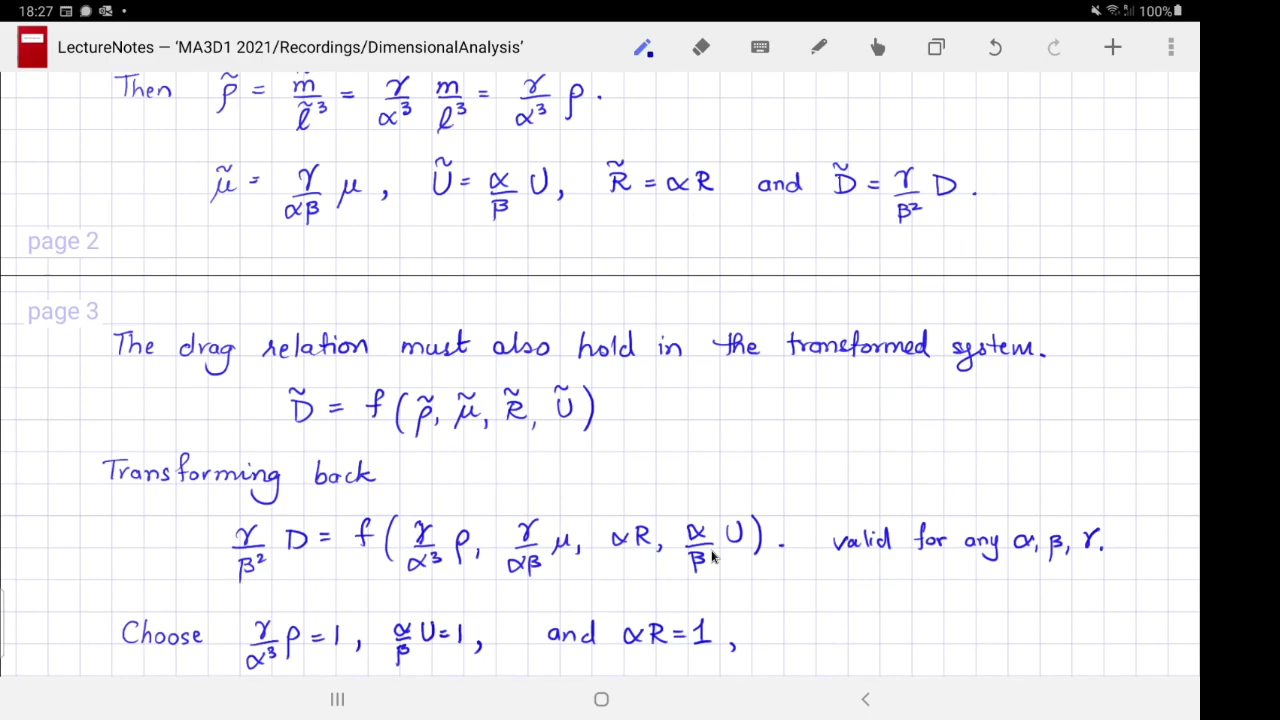 18:27 100%
LectureNotes – ‘MA3D1 2021/Recordings/DimensionalAnalysis’
Then ρ̃ = m̃/l̃³ = γ/α³ m/l³ = γ/α³ ρ.
μ̃ = γ/αβ μ, Ũ = α/β U, R̃ = αR and D̃ = γ/β² D.
page 2
page 3
The drag relation must also hold in the transformed system.
D̃ = f(ρ̃, μ̃, R̃, Ũ)
Transforming back
γ/β² D = f(γ/α³ ρ, γ/αβ μ, αR, α/β U). valid for any α, β, γ.
Choose γ/α³ ρ = 1, α/β U = 1, and αR = 1,